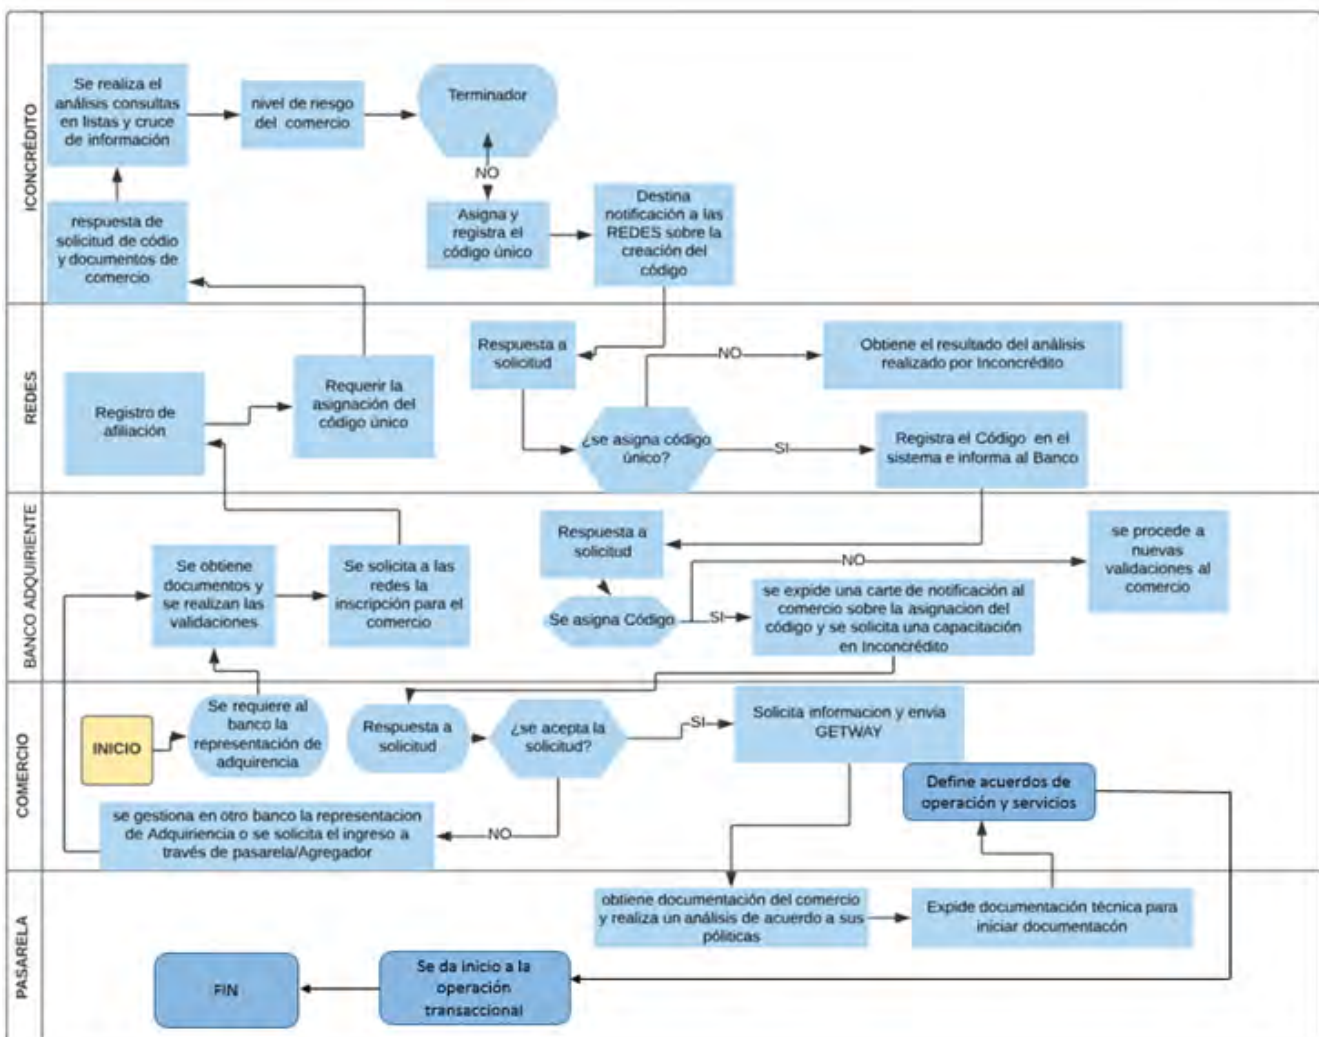 ICONCRÉDITO
Se realiza el
análisis consultas
en listas y cruce
de información
nivel de riesgo
del comercio
Terminador
NO
respuesta de
solicitud de códio
y documentos de
comercio
Asigna y
registra el
código único
Destina
notificación a las
REDES sobre la
creación del
código
REDES
Registro de
afiliación
Requerir la
asignación del
código único
Respuesta a
solicitud
NO
Obtiene el resultado del análisis
realizado por Inconcrédito
¿se asigna código
único?
SI
Registra el Código en el
sistema e informa al Banco
BANCO ADQUIRIENTE
Se obtiene
documentos y
se realizan las
validaciones
Se solicita a las
redes la
inscripción para el
comercio
Respuesta a
solicitud
NO
se procede a
nuevas
validaciones al
comercio
Se asigna Código
SI
se expide una carte de notificación al
comercio sobre la asignacion del
código y se solicita una capacitación
en Inconcrédito
COMERCIO
INICIO
Se requiere al
banco la
representación de
adquirencia
Respuesta a
solicitud
¿se acepta la
solicitud?
SI
Solicita informacion y envia
GETWAY
Define acuerdos de
operación y servicios
NO
se gestiona en otro banco la representacion
de Adquiriencia o se solicita el ingreso a
través de pasarela/Agregador
PASARELA
obtiene documentación del comercio
y realiza un análisis de acuerdo a sus
póliticas
Expide documentación técnica para
iniciar documentacón
Se da inicio a la
operación
transaccional
FIN